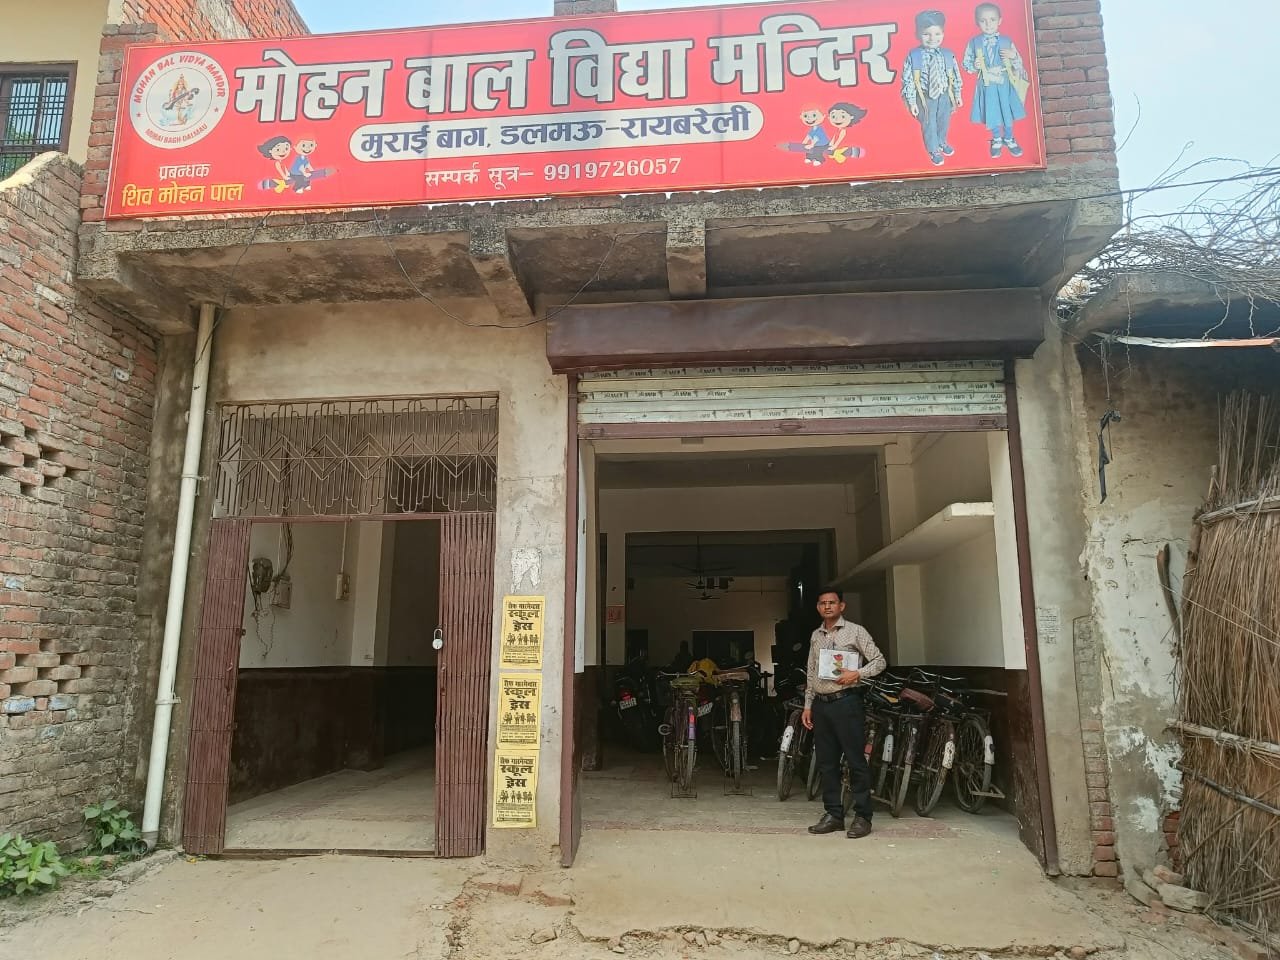 MOHAN BAL VIDYA MANDIR
MURAI BAGH-DALMAU
मोहन बाल विद्या मन्दिर
मुराई बाग, डलमऊ-रायबरेली
सम्पर्क सूत्र- 9919726057
प्रबन्धक
शिव मोहन पाल
स्कूल
ड्रेस
स्कूल
ड्रेस
स्कूल
ड्रेस